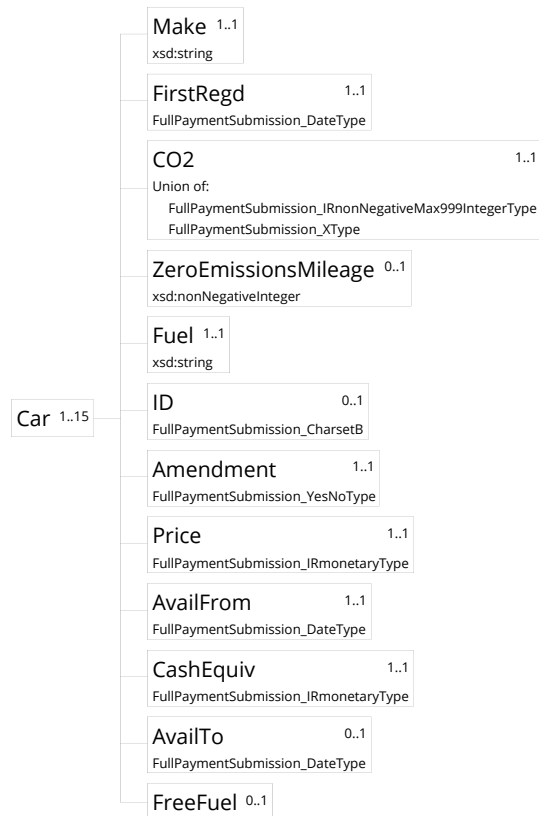 Make 1..1
xsd:string
FirstRegd 1..1
FullPaymentSubmission_DateType
CO2 1..1
Union of:
FullPaymentSubmission_IRnonNegativeMax999IntegerType
FullPaymentSubmission_XType
ZeroEmissionsMileage 0..1
xsd:nonNegativeInteger
Fuel 1..1
xsd:string
Car 1..15
ID 0..1
FullPaymentSubmission_CharsetB
Amendment 1..1
FullPaymentSubmission_YesNoType
Price 1..1
FullPaymentSubmission_IRmonetaryType
AvailFrom 1..1
FullPaymentSubmission_DateType
CashEquiv 1..1
FullPaymentSubmission_IRmonetaryType
AvailTo 0..1
FullPaymentSubmission_DateType
FreeFuel 0..1